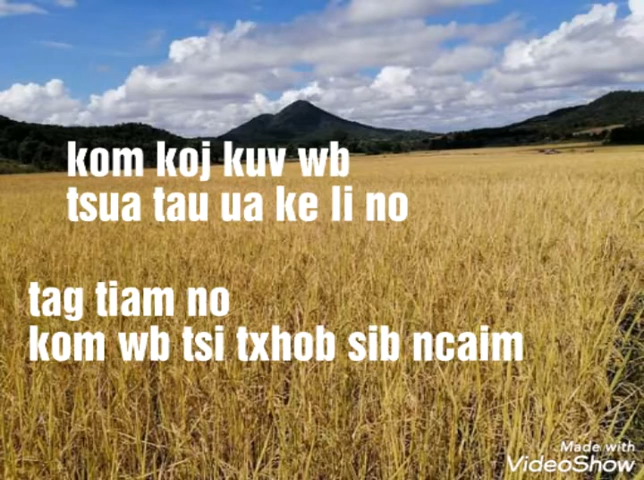 kom koj kuv wb
tsua tau ua ke li no
tag tiam no
kom wb tsi txhob sib ncaim
Made with
VideoShow